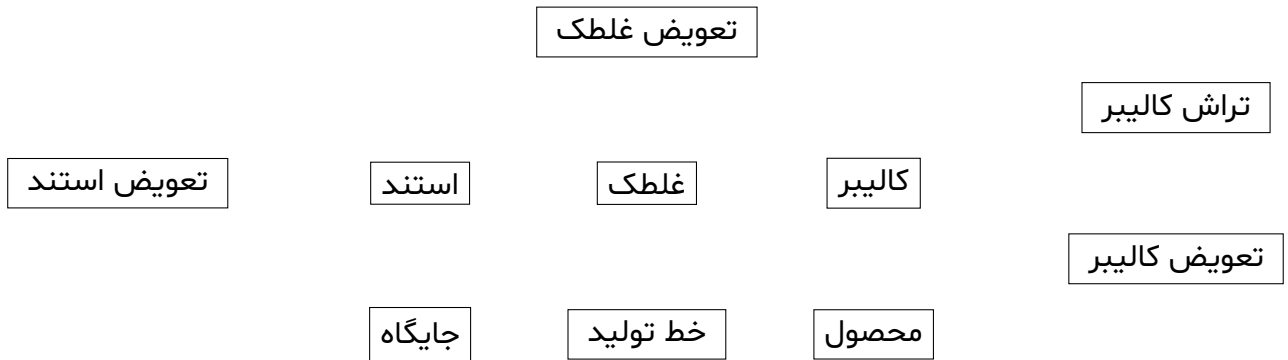 تعویض غلطک
تراش کالیبر
کالیبر
غلطک
استند
تعویض استند
تعویض کالیبر
محصول
خط تولید
جایگاه